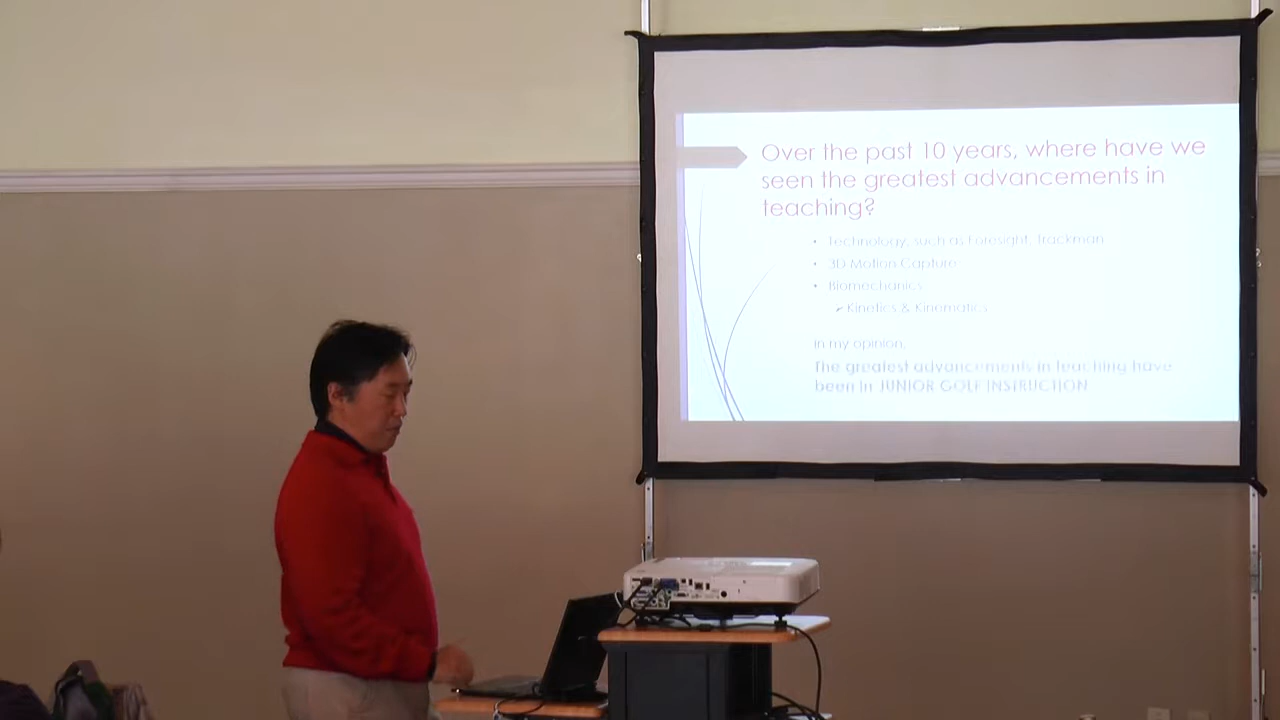 Over the past 10 years, where have we
seen the greatest advancements in
teaching?
• Technology, such as Foresight, Trackman
• 3D Motion Capture
• Biomechanics
➢ Kinetics & Kinematics
In my opinion,
The greatest advancements in teaching have
been in JUNIOR GOLF INSTRUCTION